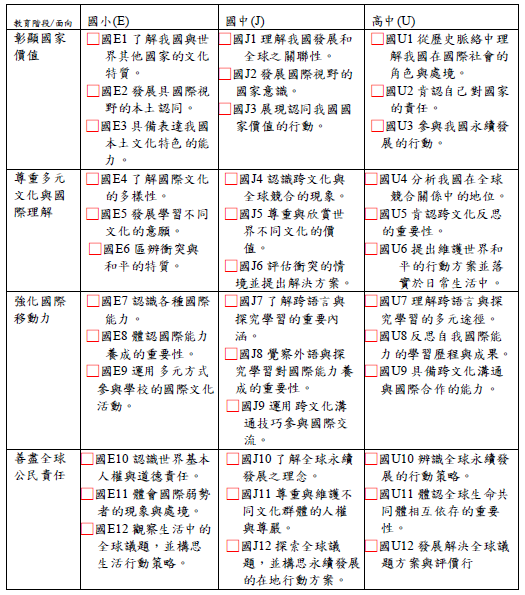 教育階段/面向
國小(E)
國中(J)
高中(U)
彰顯國家
價值
□國E1 了解我國與世
界其他國家的文化
特質。
□國E2 發展具國際視
野的本土認同。
□國E3 具備表達我國
本土文化特色的能
力。
□國J1 理解我國發展和
全球之關聯性。
□國J2 發展國際視野的
國家意識。
□國J3 展現認同我國國
家價值的行動。
□國U1 從歷史脈絡中理
解我國在國際社會的
角色與處境。
□國U2 肯認自己對國家
的責任。
□國U3 參與我國永續發
展的行動。
尊重多元
文化與國
際理解
□國E4 了解國際文化
的多樣性。
□國E5 發展學習不同
文化的意願。
□國E6 區辨衝突與
和平的特質。
□國J4 認識跨文化與
全球競合的現象。
□國J5 尊重與欣賞世
界不同文化的價
值。
□國J6 評估衝突的情
境並提出解決方案。
□國U4 分析我國在全球
競合關係中的地位。
□國U5 肯認跨文化反思
的重要性。
□國U6 提出維護世界和
平的行動方案並落
實於日常生活中。
強化國際
移動力
□國E7 認識各種國際
能力。
□國E8 體認國際能力
養成的重要性。
□國E9 運用多元方式
參與學校的國際文化
活動。
□國J7 了解跨語言與
探究學習的重要內
涵。
□國J8 覺察外語與探
究學習對國際能力養
成的重要性。
□國J9 運用跨文化溝
通技巧參與國際交
流。
□國U7 理解跨語言與探
究學習的多元途徑。
□國U8 反思自我國際能
力的學習歷程與成果。
□國U9 具備跨文化溝通
與國際合作的能力。
善盡全球
公民責任
□國E10 認識世界基本
人權與道德責任。
□國E11 體會國際弱勢
者的現象與處境。
□國E12 觀察生活中的
全球議題，並構思
生活行動策略。
□國J10 了解全球永續
發展之理念。
□國J11 尊重與維護不
同文化群體的人權
與尊嚴。
□國J12 探索全球議
題，並構思永續發展
的在地行動方案。
□國U10 辨識全球永續發
展的行動策略。
□國U11 體認全球生命共
同體相互依存的重要
性。
□國U12 發展解決全球議
題方案與評價行